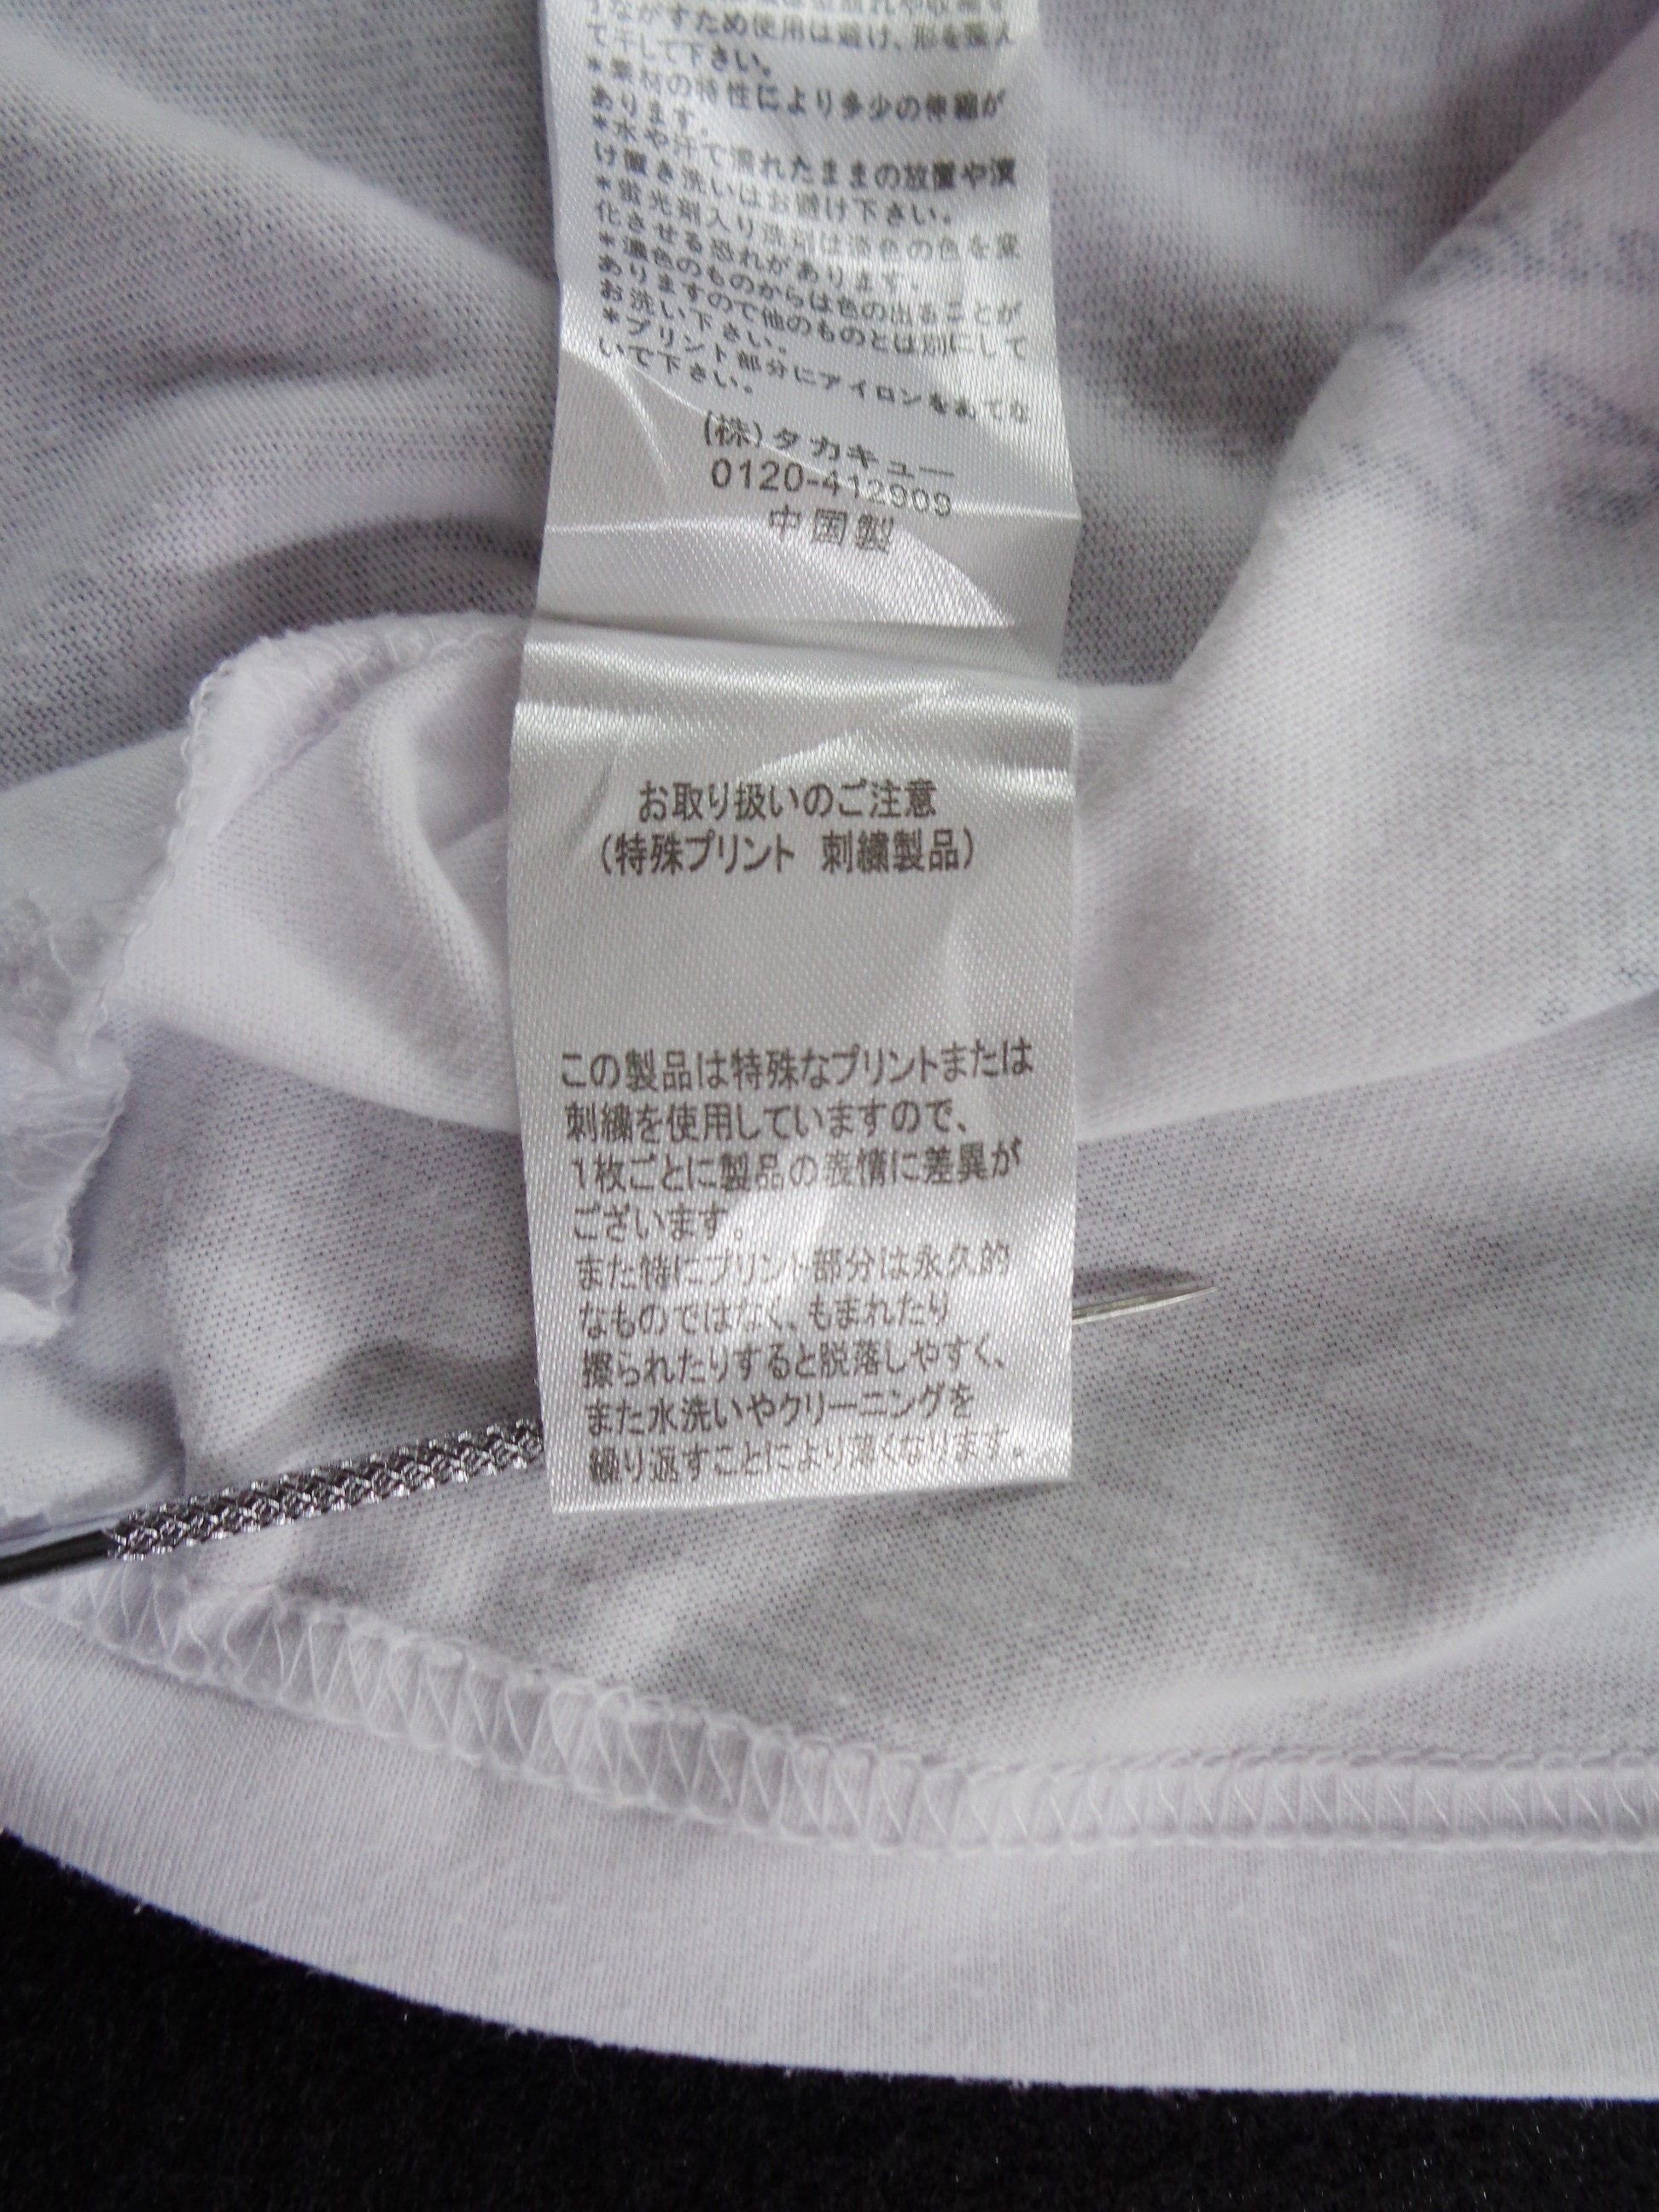 うながすため使用は避け、形を整え
て干して下さい。
*素材の特性により多少の伸縮が
あります。
*水や汗で濡れたままの放置や漬
け置き洗いはお避け下さい。
*蛍光剤入り洗剤は淡色の色を変
化させる恐れがあります。
*濃色のものからは色の出ることが
ありますので他のものとは別にして
お洗い下さい。
*プリント部分にアイロンをあてな
いで下さい。
(株)タカキュー
0120-412909
中国製
お取り扱いのご注意
(特殊プリント 刺繍製品)
この製品は特殊なプリントまたは
刺繍を使用していますので、
1枚ごとに製品の表情に差異が
ございます。
また特にプリント部分は永久的
なものではなく、もまれたり
擦られたりすると脱落しやすく、
また水洗いやクリーニングを
繰り返すことにより薄くなります。